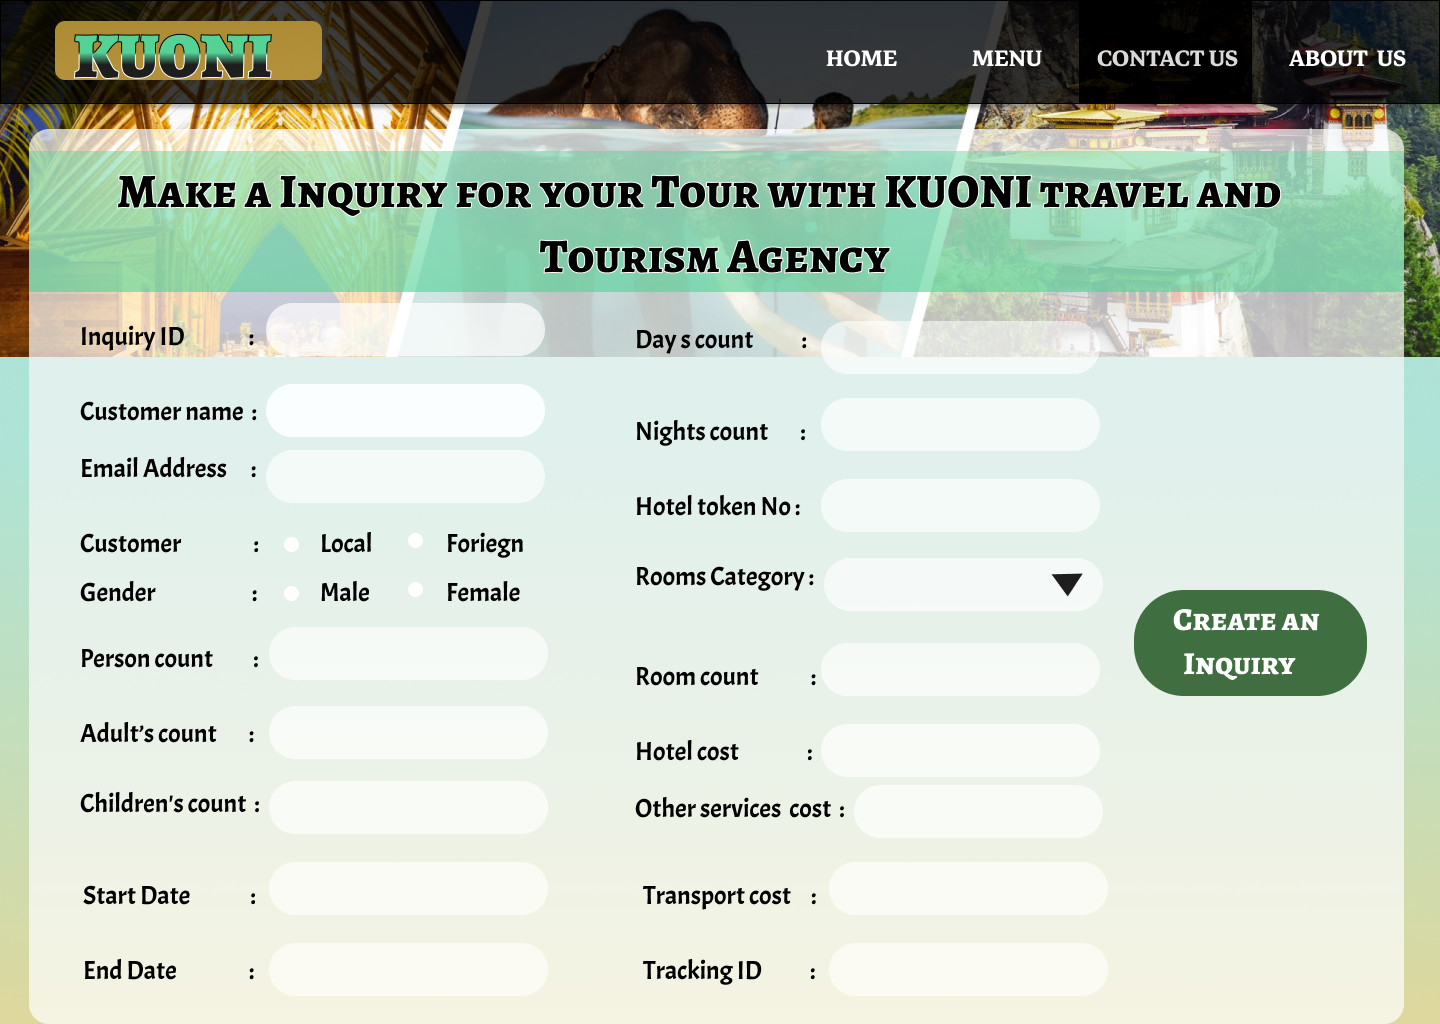 KUONI
HOME MENU CONTACT US ABOUT US
Make a Inquiry for your Tour with KUONI travel and
Tourism Agency
Inquiry ID :
Customer name :
Email Address :
Customer : Local Foriegn
Gender : Male Female
Person count :
Adult’s count :
Children's count :
Start Date :
End Date :
Day s count :
Nights count :
Hotel token No :
Rooms Category :
Room count :
Hotel cost :
Other services cost :
Transport cost :
Tracking ID :
Create an
Inquiry